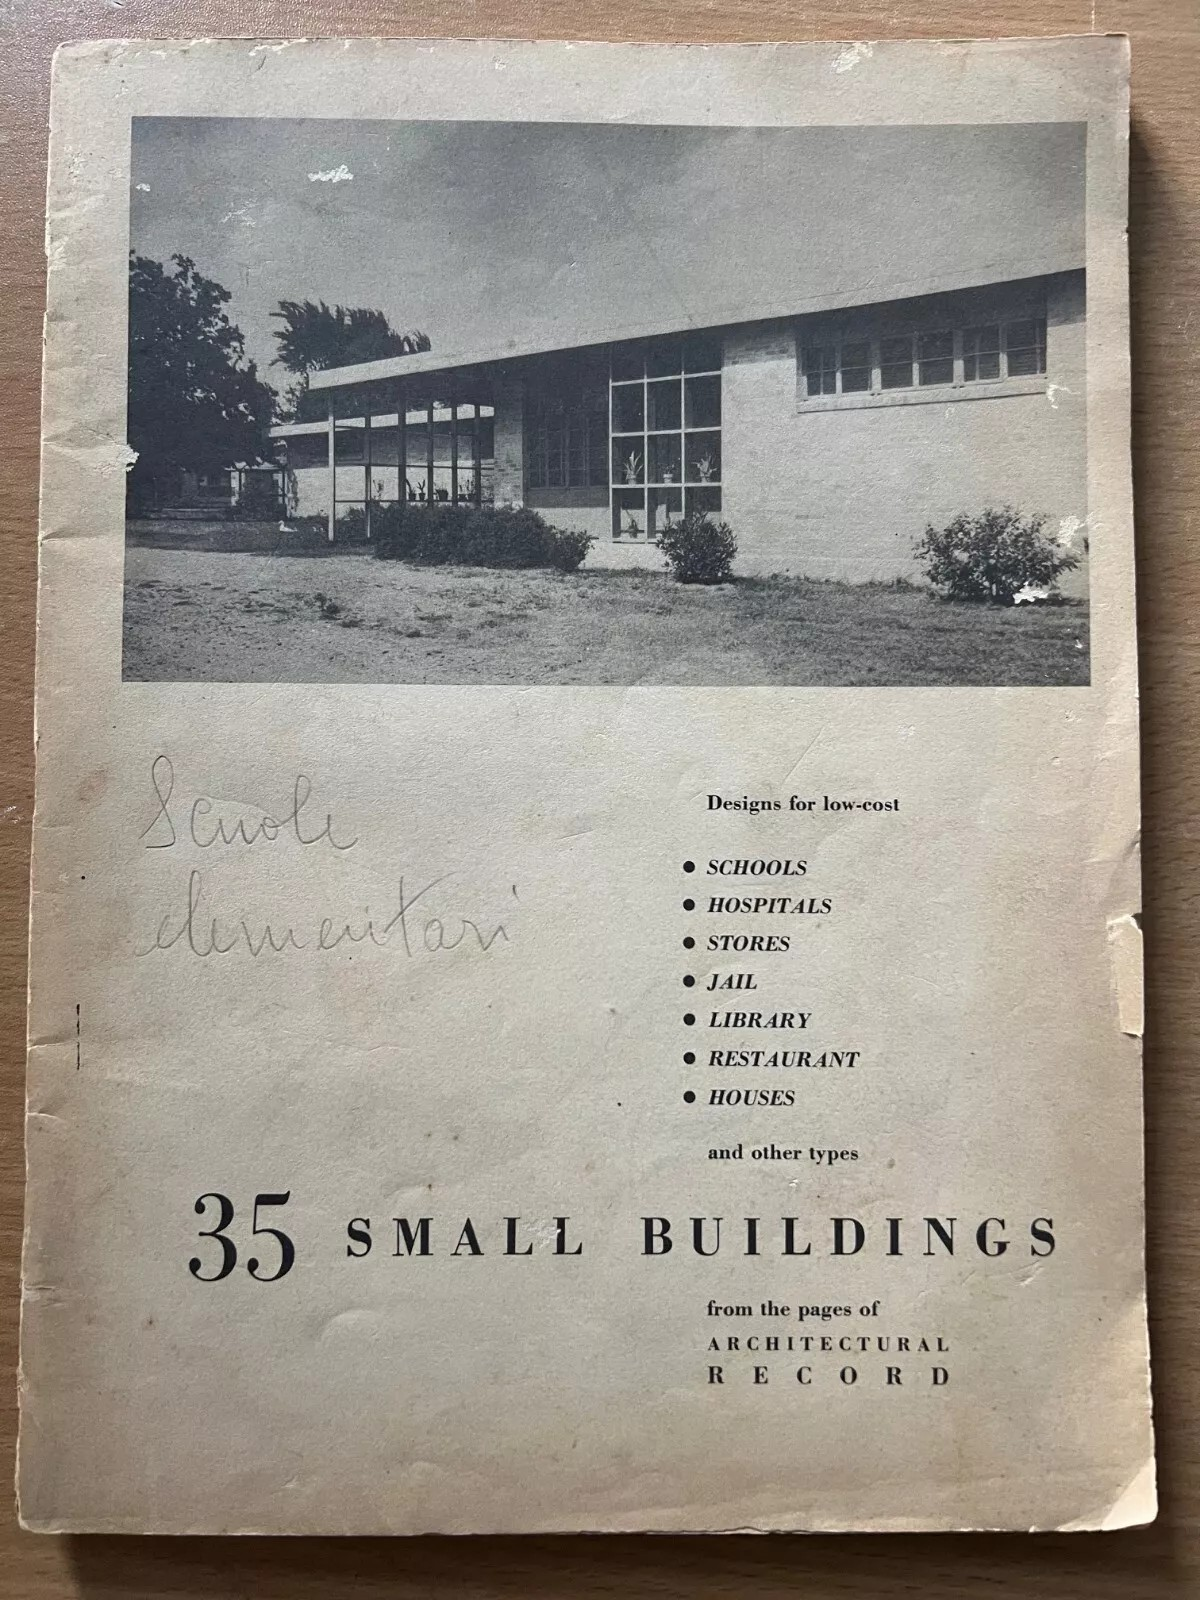 Scuole
elementari
Designs for low-cost
● SCHOOLS
● HOSPITALS
● STORES
● JAIL
● LIBRARY
● RESTAURANT
● HOUSES
and other types
35 SMALL BUILDINGS
from the pages of
ARCHITECTURAL
RECORD